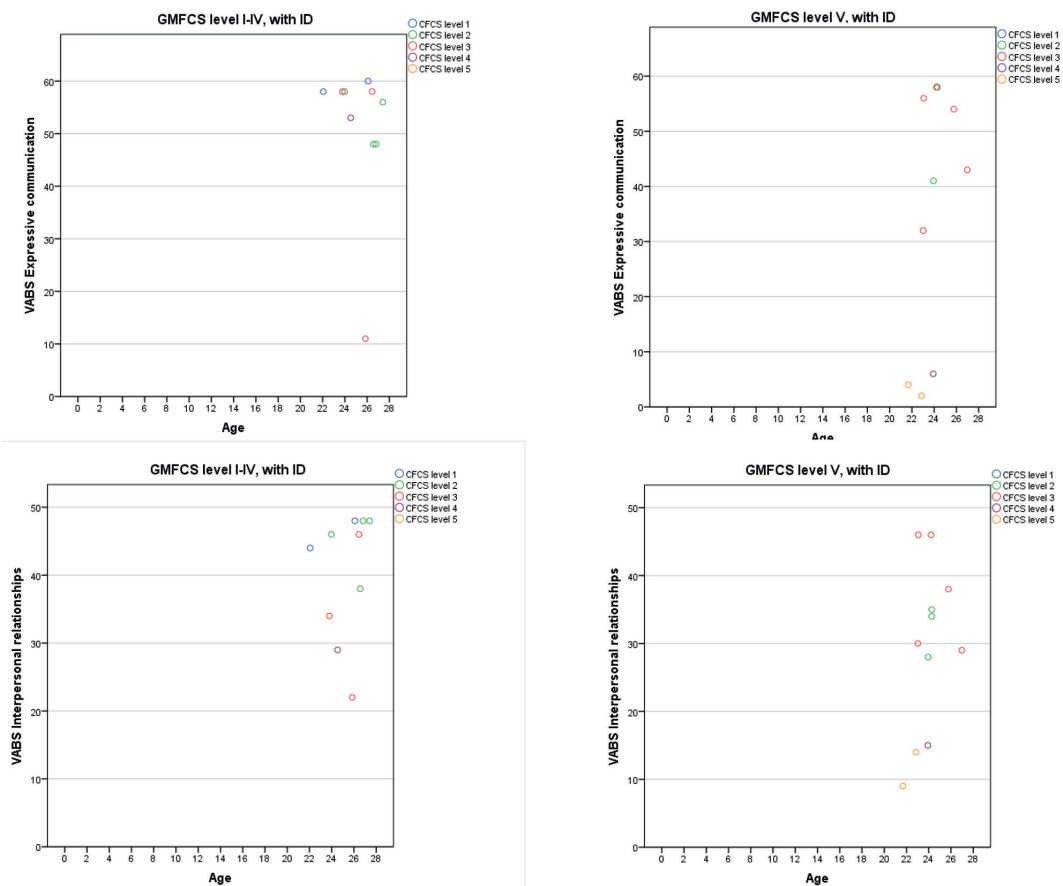 GMFCS level I-IV, with ID
CFCS level 1
CFCS level 2
CFCS level 3
CFCS level 4
CFCS level 5
VABS Expressive communication
60
50
40
30
20
10
0
0 2 4 6 8 10 12 14 16 18 20 22 24 26 28
Age
GMFCS level V, with ID
CFCS level 1
CFCS level 2
CFCS level 3
CFCS level 4
CFCS level 5
VABS Expressive communication
60
50
40
30
20
10
0
0 2 4 6 8 10 12 14 16 18 20 22 24 26 28
Age
GMFCS level I-IV, with ID
CFCS level 1
CFCS level 2
CFCS level 3
CFCS level 4
CFCS level 5
VABS Interpersonal relationships
50
40
30
20
10
0
0 2 4 6 8 10 12 14 16 18 20 22 24 26 28
Age
GMFCS level V, with ID
CFCS level 1
CFCS level 2
CFCS level 3
CFCS level 4
CFCS level 5
VABS Interpersonal relationships
50
40
30
20
10
0
0 2 4 6 8 10 12 14 16 18 20 22 24 26 28
Age